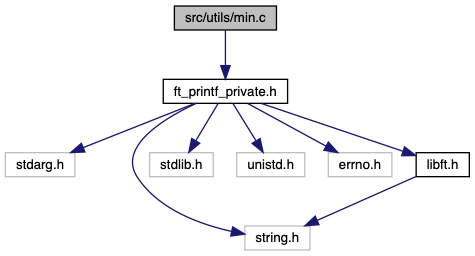 src/utils/min.c
ft_printf_private.h
stdarg.h
stdlib.h
unistd.h
errno.h
libft.h
string.h